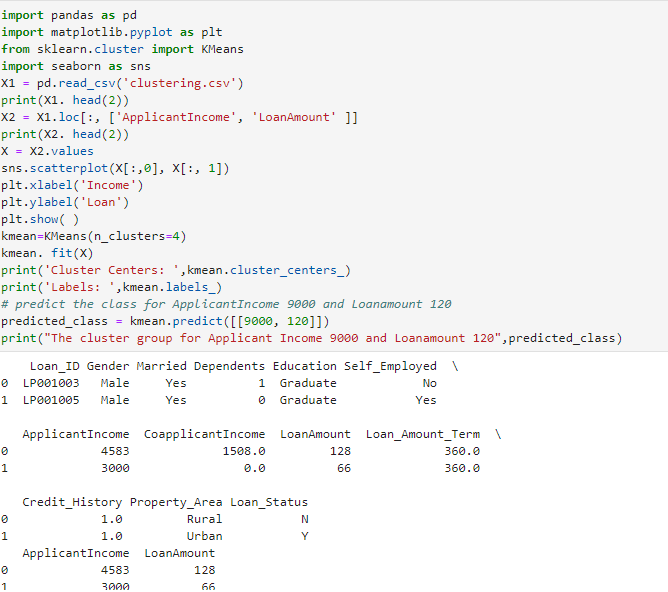 import pandas as pd
import matplotlib.pyplot as plt
from sklearn.cluster import KMeans
import seaborn as sns
X1 = pd.read_csv('clustering.csv')
print(X1. head(2))
X2 = X1.loc[:, ['ApplicantIncome', 'LoanAmount' ]]
print(X2. head(2))
X = X2.values
sns.scatterplot(X[:,0], X[:, 1])
plt.xlabel('Income')
plt.ylabel('Loan')
plt.show( )
kmean=KMeans(n_clusters=4)
kmean. fit(X)
print('Cluster Centers: ',kmean.cluster_centers_)
print('Labels: ',kmean.labels_)
# predict the class for ApplicantIncome 9000 and Loanamount 120
predicted_class = kmean.predict([[9000, 120]])
print("The cluster group for Applicant Income 9000 and Loanamount 120",predicted_class)
Loan_ID Gender Married Dependents Education Self_Employed \
0 LP001003 Male Yes 1 Graduate No
1 LP001005 Male Yes 0 Graduate Yes
ApplicantIncome CoapplicantIncome LoanAmount Loan_Amount_Term \
0 4583 1508.0 128 360.0
1 3000 0.0 66 360.0
Credit_History Property_Area Loan_Status
0 1.0 Rural N
1 1.0 Urban Y
ApplicantIncome LoanAmount
0 4583 128
1 3000 66